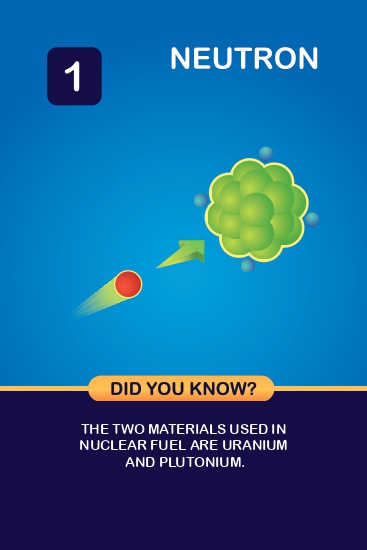 1
NEUTRON
DID YOU KNOW?
THE TWO MATERIALS USED IN
NUCLEAR FUEL ARE URANIUM
AND PLUTONIUM.